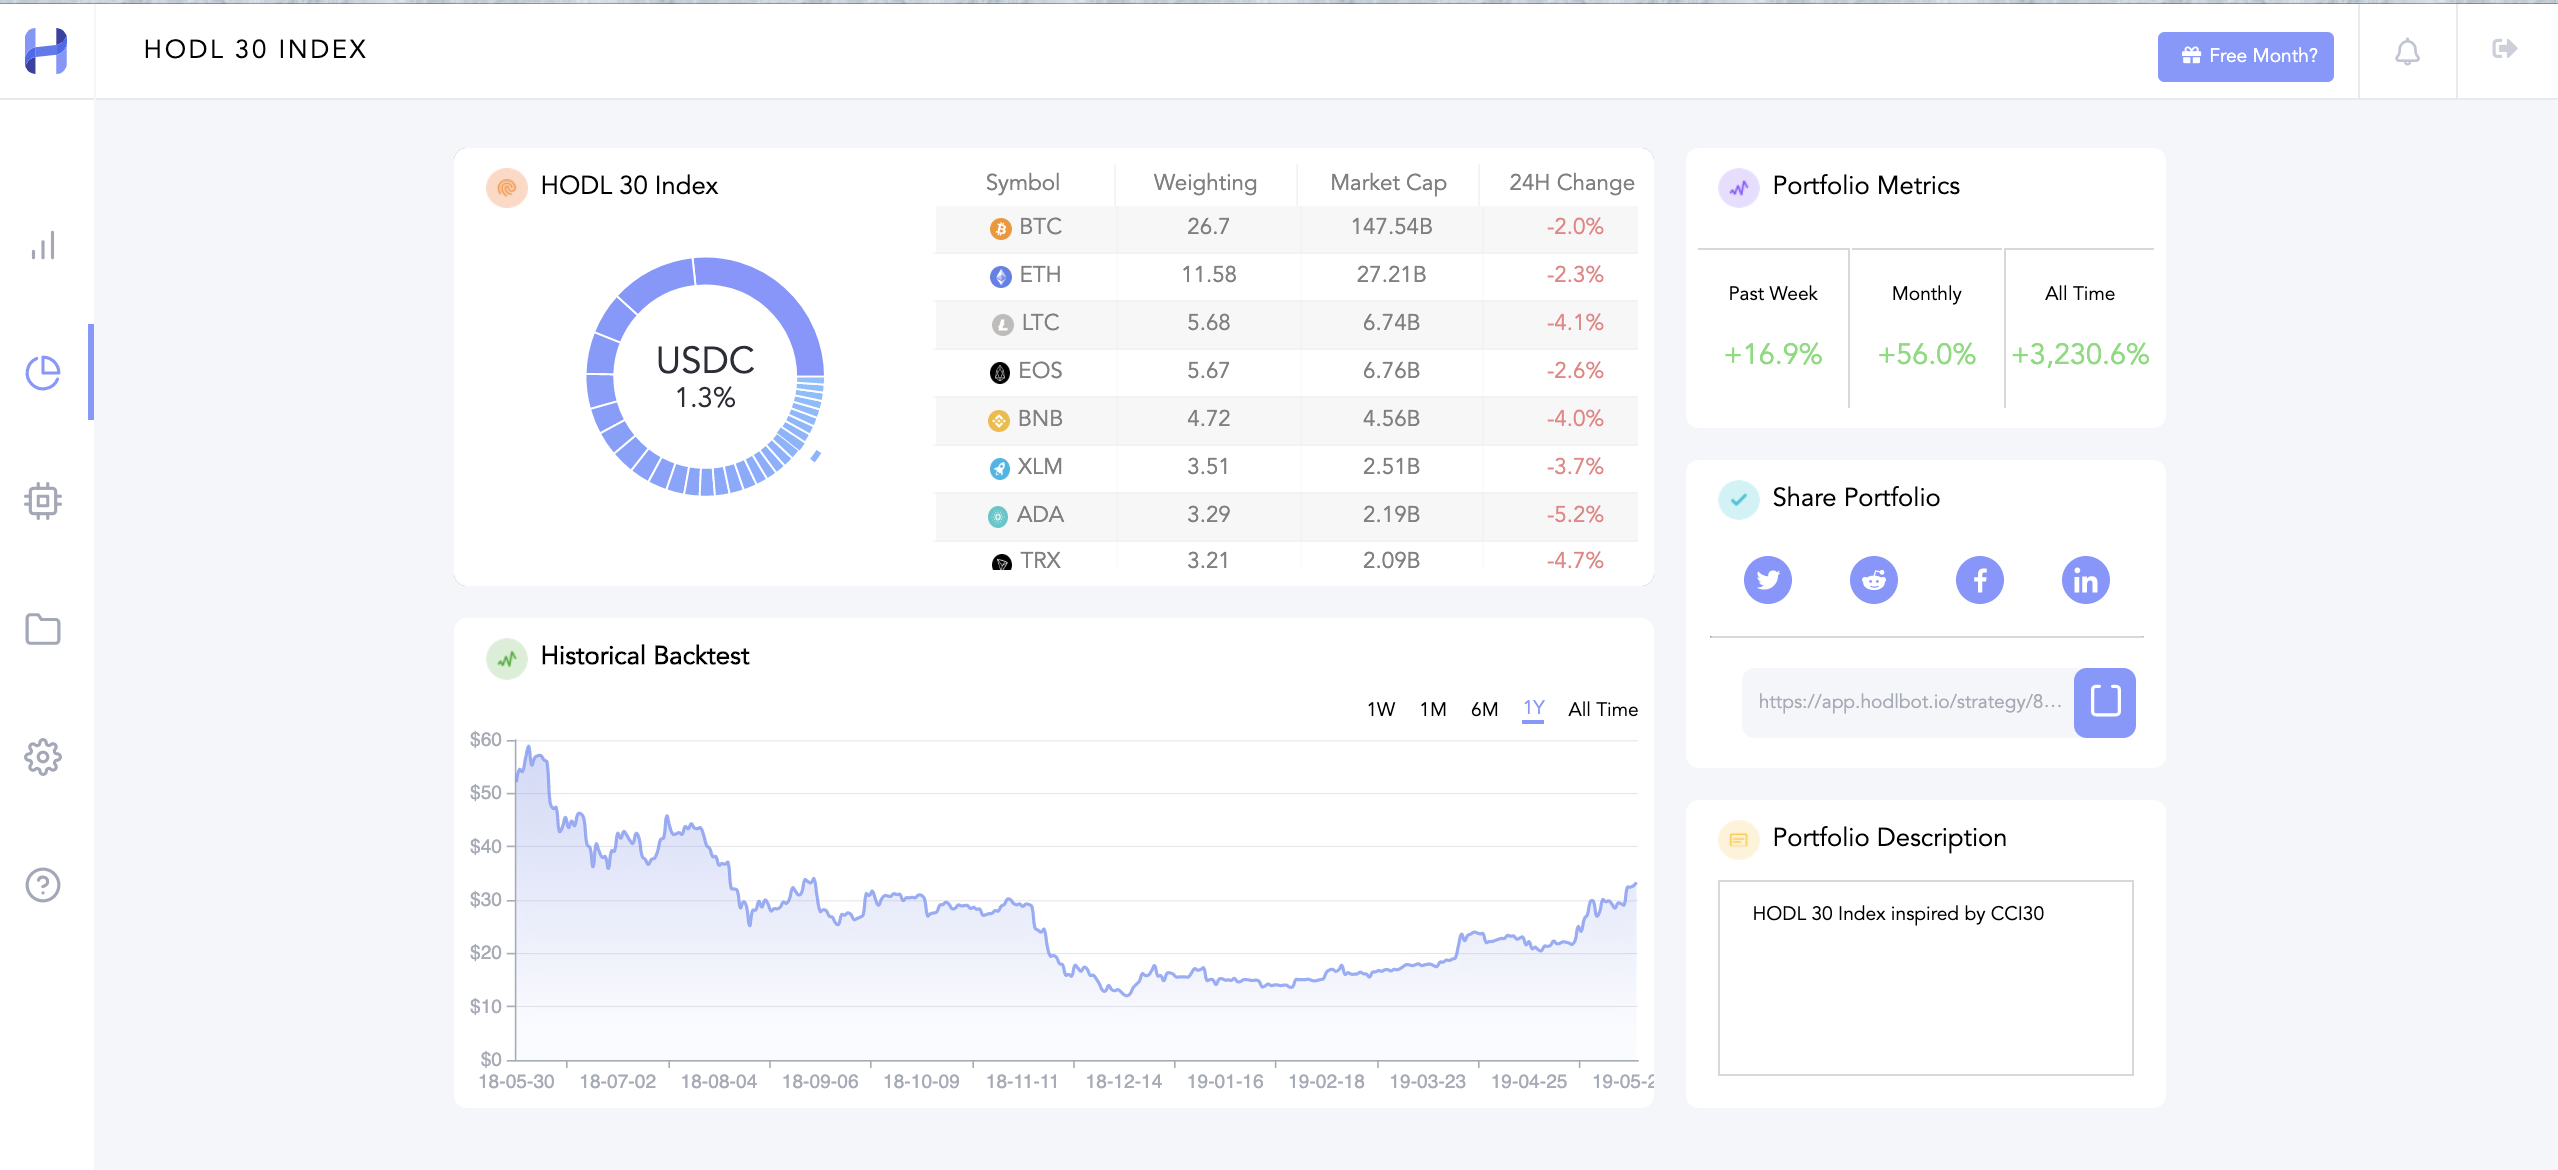 HODL 30 INDEX
Free Month?
HODL 30 Index
USDC
1.3%
Symbol Weighting Market Cap 24H Change
BTC 26.7 147.54B -2.0%
ETH 11.58 27.21B -2.3%
LTC 5.68 6.74B -4.1%
EOS 5.67 6.76B -2.6%
BNB 4.72 4.56B -4.0%
XLM 3.51 2.51B -3.7%
ADA 3.29 2.19B -5.2%
TRX 3.21 2.09B -4.7%
Historical Backtest
1W 1M 6M 1Y All Time
$60
$50
$40
$30
$20
$10
$0
18-05-30 18-07-02 18-08-04 18-09-06 18-10-09 18-11-11 18-12-14 19-01-16 19-02-18 19-03-23 19-04-25 19-05-2
Portfolio Metrics
Past Week Monthly All Time
+16.9% +56.0% +3,230.6%
Share Portfolio
https://app.hodlbot.io/strategy/8...
Portfolio Description
HODL 30 Index inspired by CCI30